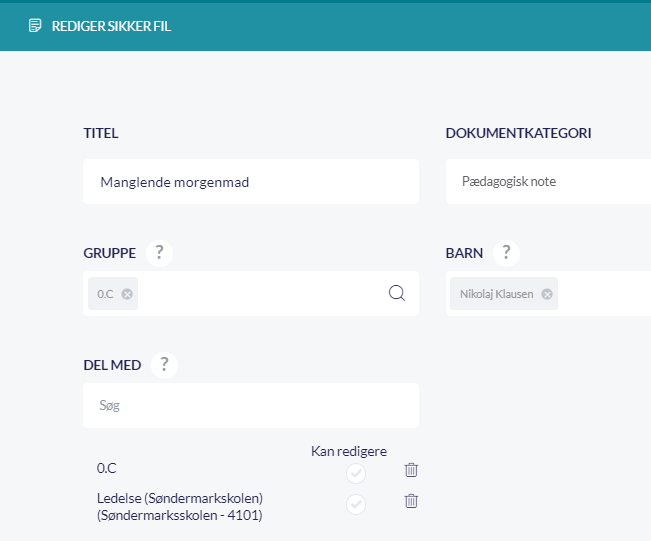 REDIGER SIKKER FIL
TITEL
DOKUMENTKATEGORI
Manglende morgenmad
Pædagogisk note
GRUPPE ?
BARN ?
0.C
Nikolaj Klausen
DEL MED ?
Søg
Kan redigere
0.C
Ledelse (Søndermarkskolen)
(Søndermarksskolen - 4101)